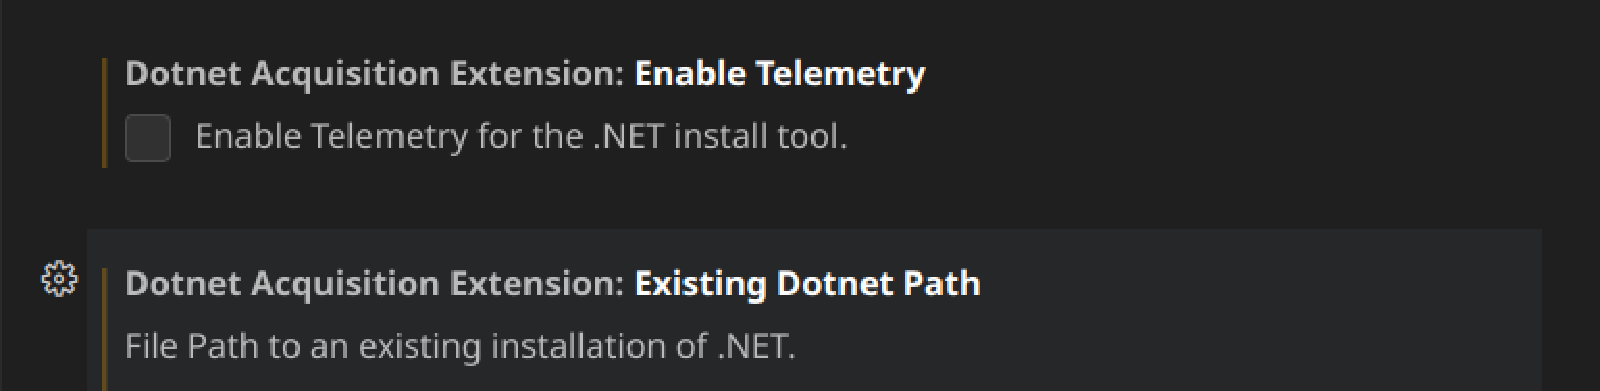 Dotnet Acquisition Extension: Enable Telemetry
Enable Telemetry for the .NET install tool.
Dotnet Acquisition Extension: Existing Dotnet Path
File Path to an existing installation of .NET.